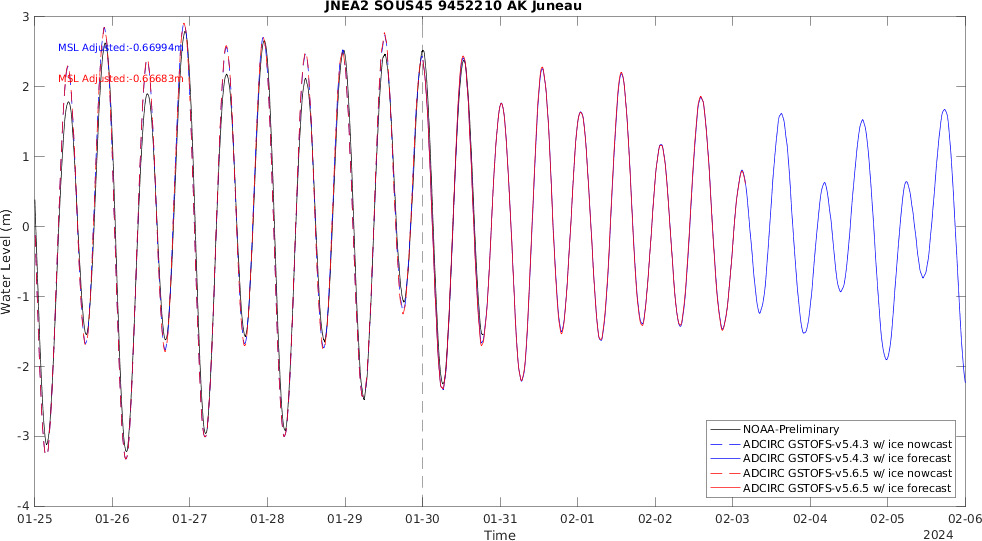 JNEA2 SOUS45 9452210 AK Juneau
MSL Adjusted:-0.66994m
MSL Adjusted:-0.66683m
3
2
1
0
-1
-2
-3
-4
Water Level (m)
NOAA-Preliminary
ADCIRC GSTOFS-v5.4.3 w/ ice nowcast
ADCIRC GSTOFS-v5.4.3 w/ ice forecast
ADCIRC GSTOFS-v5.6.5 w/ ice nowcast
ADCIRC GSTOFS-v5.6.5 w/ ice forecast
01-25 01-26 01-27 01-28 01-29 01-30 01-31 02-01 02-02 02-03 02-04 02-05 02-06
Time
2024